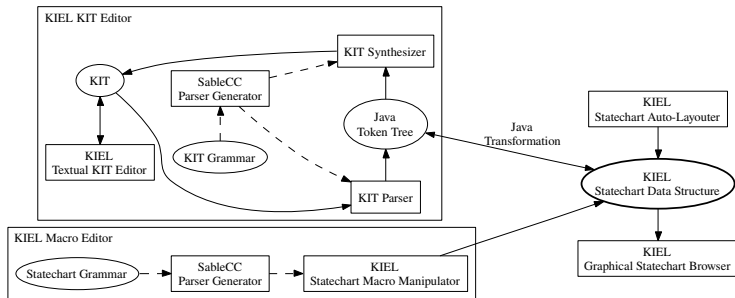 KIEL KIT Editor
KIT Synthesizer
KIT
SableCC
Parser Generator
Java
Token Tree
KIEL
Textual KIT Editor
KIT Grammar
KIT Parser
Java
Transformation
KIEL
Statechart Auto-Layouter
KIEL
Statechart Data Structure
KIEL
Graphical Statechart Browser
KIEL Macro Editor
Statechart Grammar
SableCC
Parser Generator
KIEL
Statechart Macro Manipulator